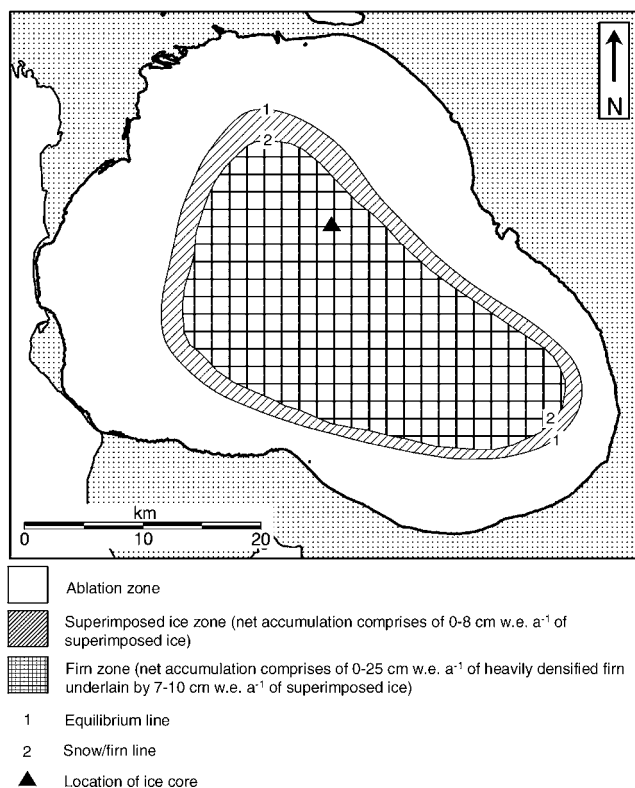 1
2
N
2
1
km
0 10 20
Ablation zone
Superimposed ice zone (net accumulation comprises of 0-8 cm w.e. a⁻¹ of
superimposed ice)
Firn zone (net accumulation comprises of 0-25 cm w.e. a⁻¹ of heavily densified firn
underlain by 7-10 cm w.e. a⁻¹ of superimposed ice)
1 Equilibrium line
2 Snow/firn line
Location of ice core